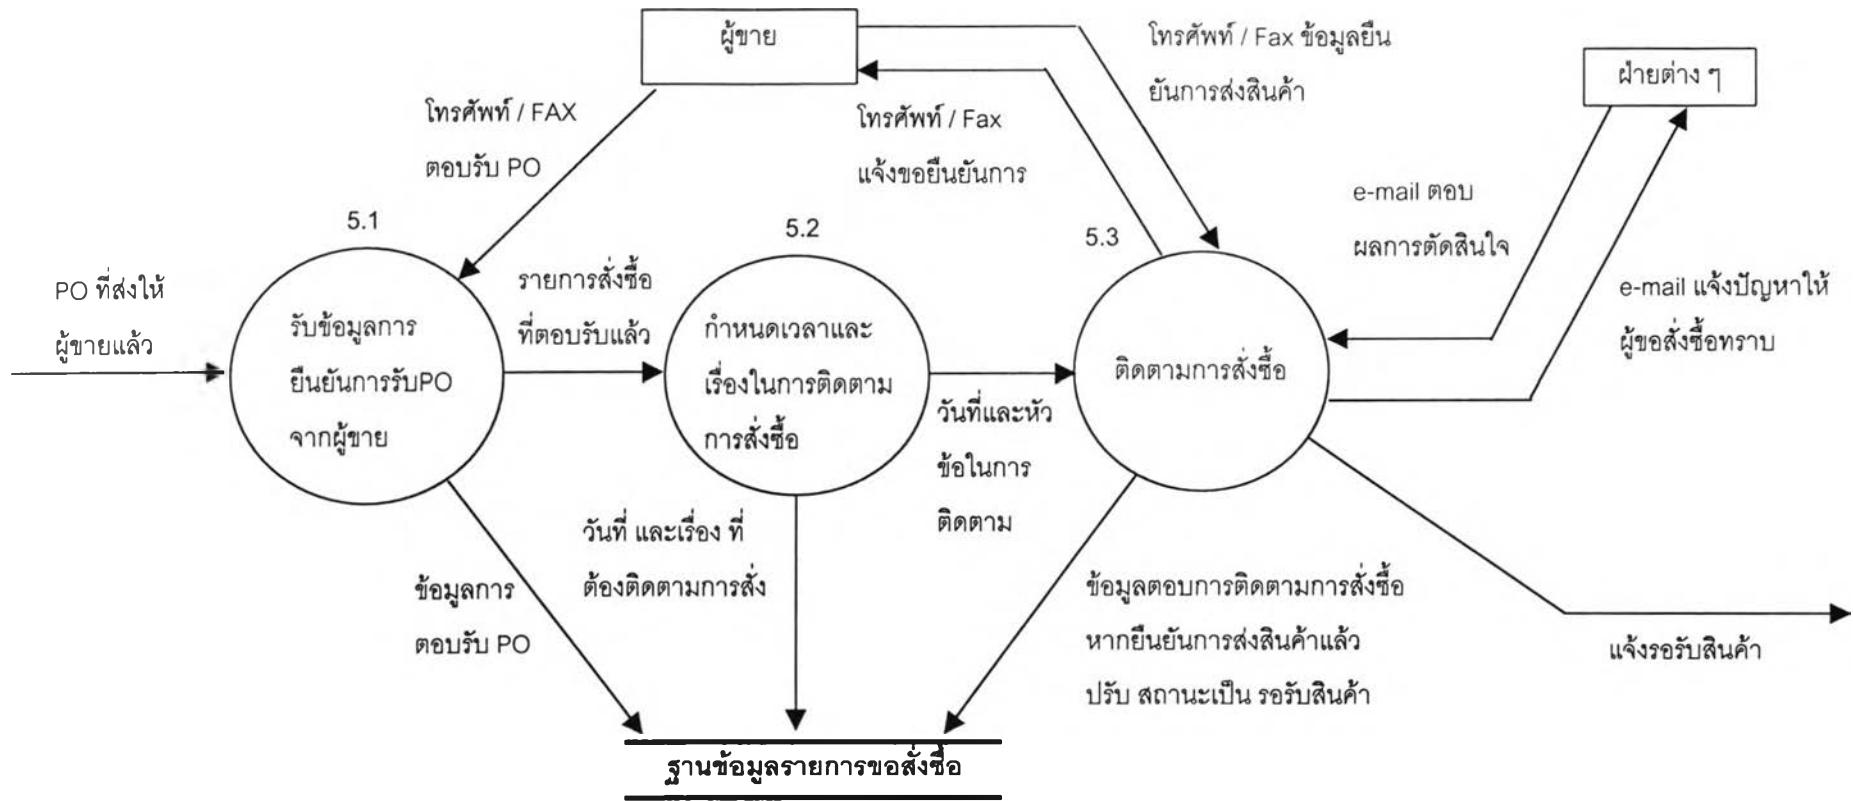 ผู้ขาย
โทรศัพท์ / Fax ข้อมูลยืน
ยันการส่งสินค้า
ฝ่ายต่าง ๆ
โทรศัพท์ / FAX
ตอบรับ PO
โทรศัพท์ / Fax
แจ้งขอยืนยันการ
e-mail ตอบ
ผลการตัดสินใจ
e-mail แจ้งปัญหาให้
ผู้ขอสั่งซื้อทราบ
PO ที่ส่งให้
ผู้ขายแล้ว
5.1
รับข้อมูลการ
ยืนยันการรับPO
จากผู้ขาย
รายการสั่งซื้อ
ที่ตอบรับแล้ว
5.2
กำหนดเวลาและ
เรื่องในการติดตาม
การสั่งซื้อ
วันที่และหัว
ข้อในการ
ติดตาม
5.3
ติดตามการสั่งซื้อ
ข้อมูลการ
ตอบรับ PO
วันที่ และเรื่อง ที่
ต้องติดตามการสั่ง
ข้อมูลตอบการติดตามการสั่งซื้อ
หากยืนยันการส่งสินค้าแล้ว
ปรับ สถานะเป็น รอรับสินค้า
แจ้งรอรับสินค้า
ฐานข้อมูลรายการขอสั่งซื้อ